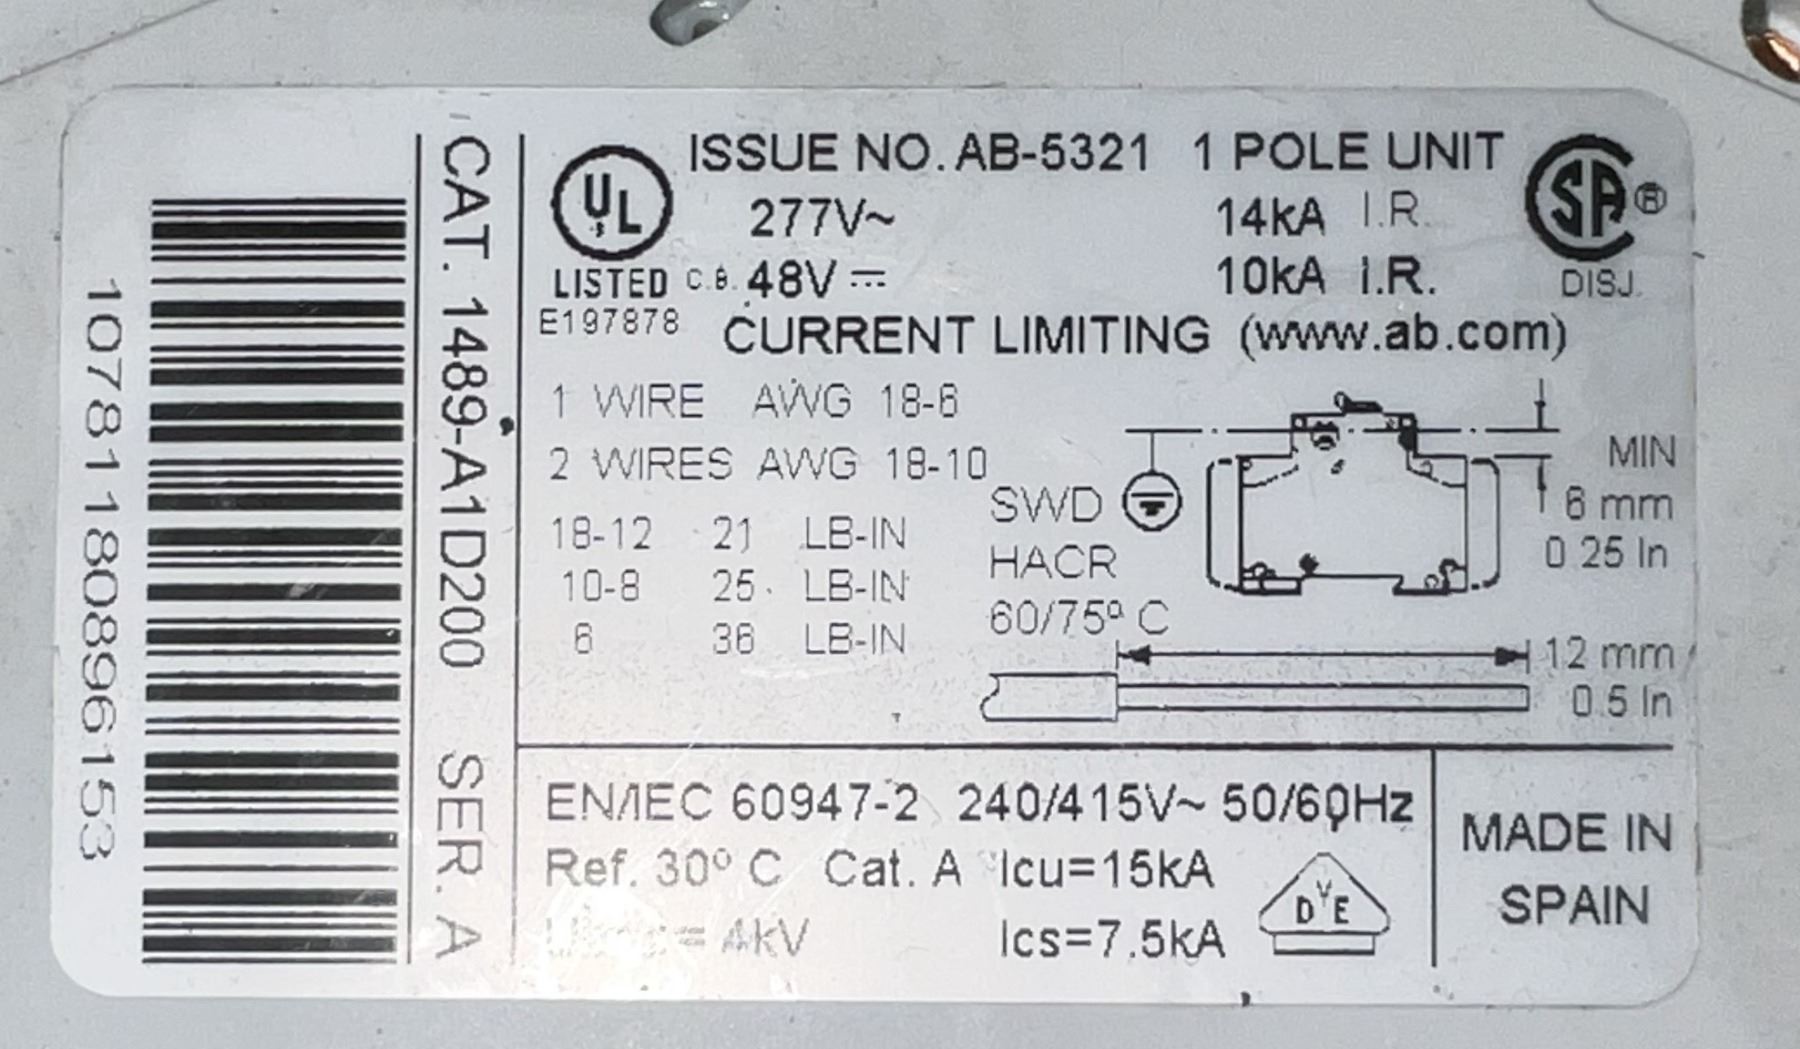 10781180896153
CAT. 1489-A1D200 SER. A
UL
LISTED C.B.
E197878
ISSUE NO. AB-5321 1 POLE UNIT
277V~ 14kA I.R.
48V⎓ 10kA I.R.
CURRENT LIMITING (www.ab.com)
SA ®
DISJ.
1 WIRE AWG 18-6
2 WIRES AWG 18-10
18-12 21 LB-IN
10-8 25 LB-IN
6 36 LB-IN
SWD
HACR
60/75º C
MIN
6 mm
0.25 In
12 mm
0.5 In
EN/IEC 60947-2 240/415V~ 50/60Hz
Ref. 30º C Cat. A Icu=15kA
= 4kV Ics=7.5kA
DVE
MADE IN
SPAIN